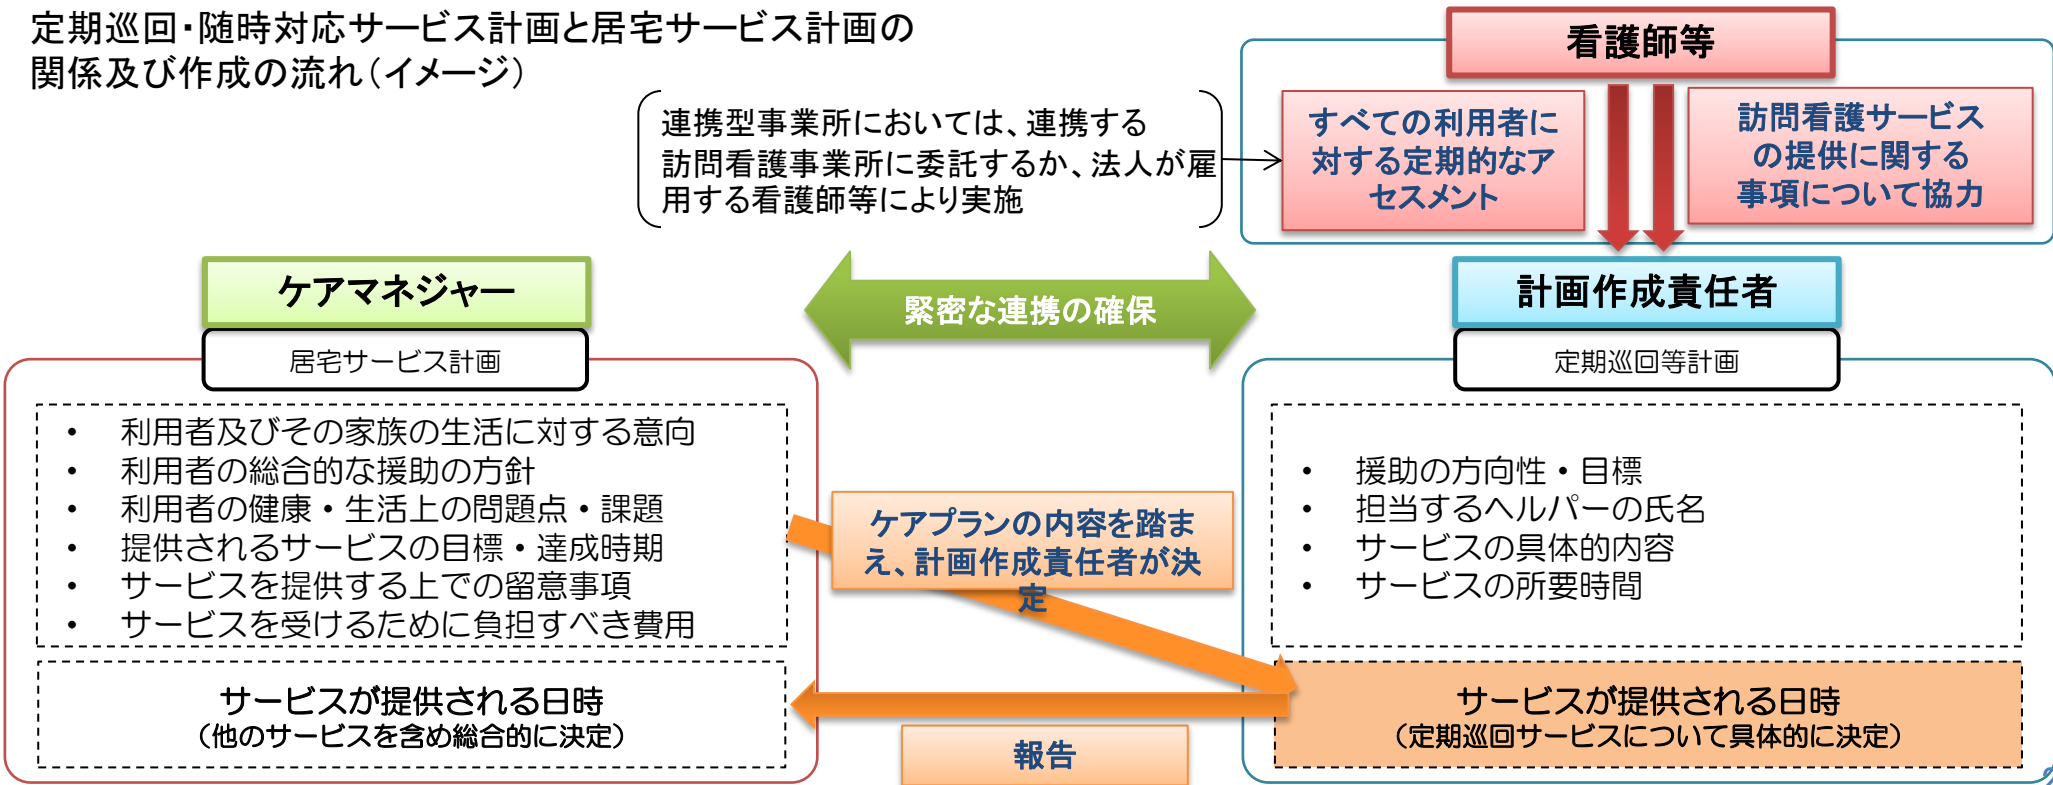 定期巡回・随時対応サービス計画と居宅サービス計画の
関係及び作成の流れ（イメージ）
看護師等
連携型事業所においては、連携する
訪問看護事業所に委託するか、法人が雇
用する看護師等により実施
すべての利用者に
対する定期的なア
セスメント
訪問看護サービス
の提供に関する
事項について協力
ケアマネジャー
緊密な連携の確保
計画作成責任者
居宅サービス計画
定期巡回等計画
• 利用者及びその家族の生活に対する意向
• 利用者の総合的な援助の方針
• 利用者の健康・生活上の問題点・課題
• 提供されるサービスの目標・達成時期
• サービスを提供する上での留意事項
• サービスを受けるために負担すべき費用
ケアプランの内容を踏ま
え、計画作成責任者が決
定
• 援助の方向性・目標
• 担当するヘルパーの氏名
• サービスの具体的内容
• サービスの所要時間
サービスが提供される日時
（他のサービスを含め総合的に決定）
サービスが提供される日時
（定期巡回サービスについて具体的に決定）
報告